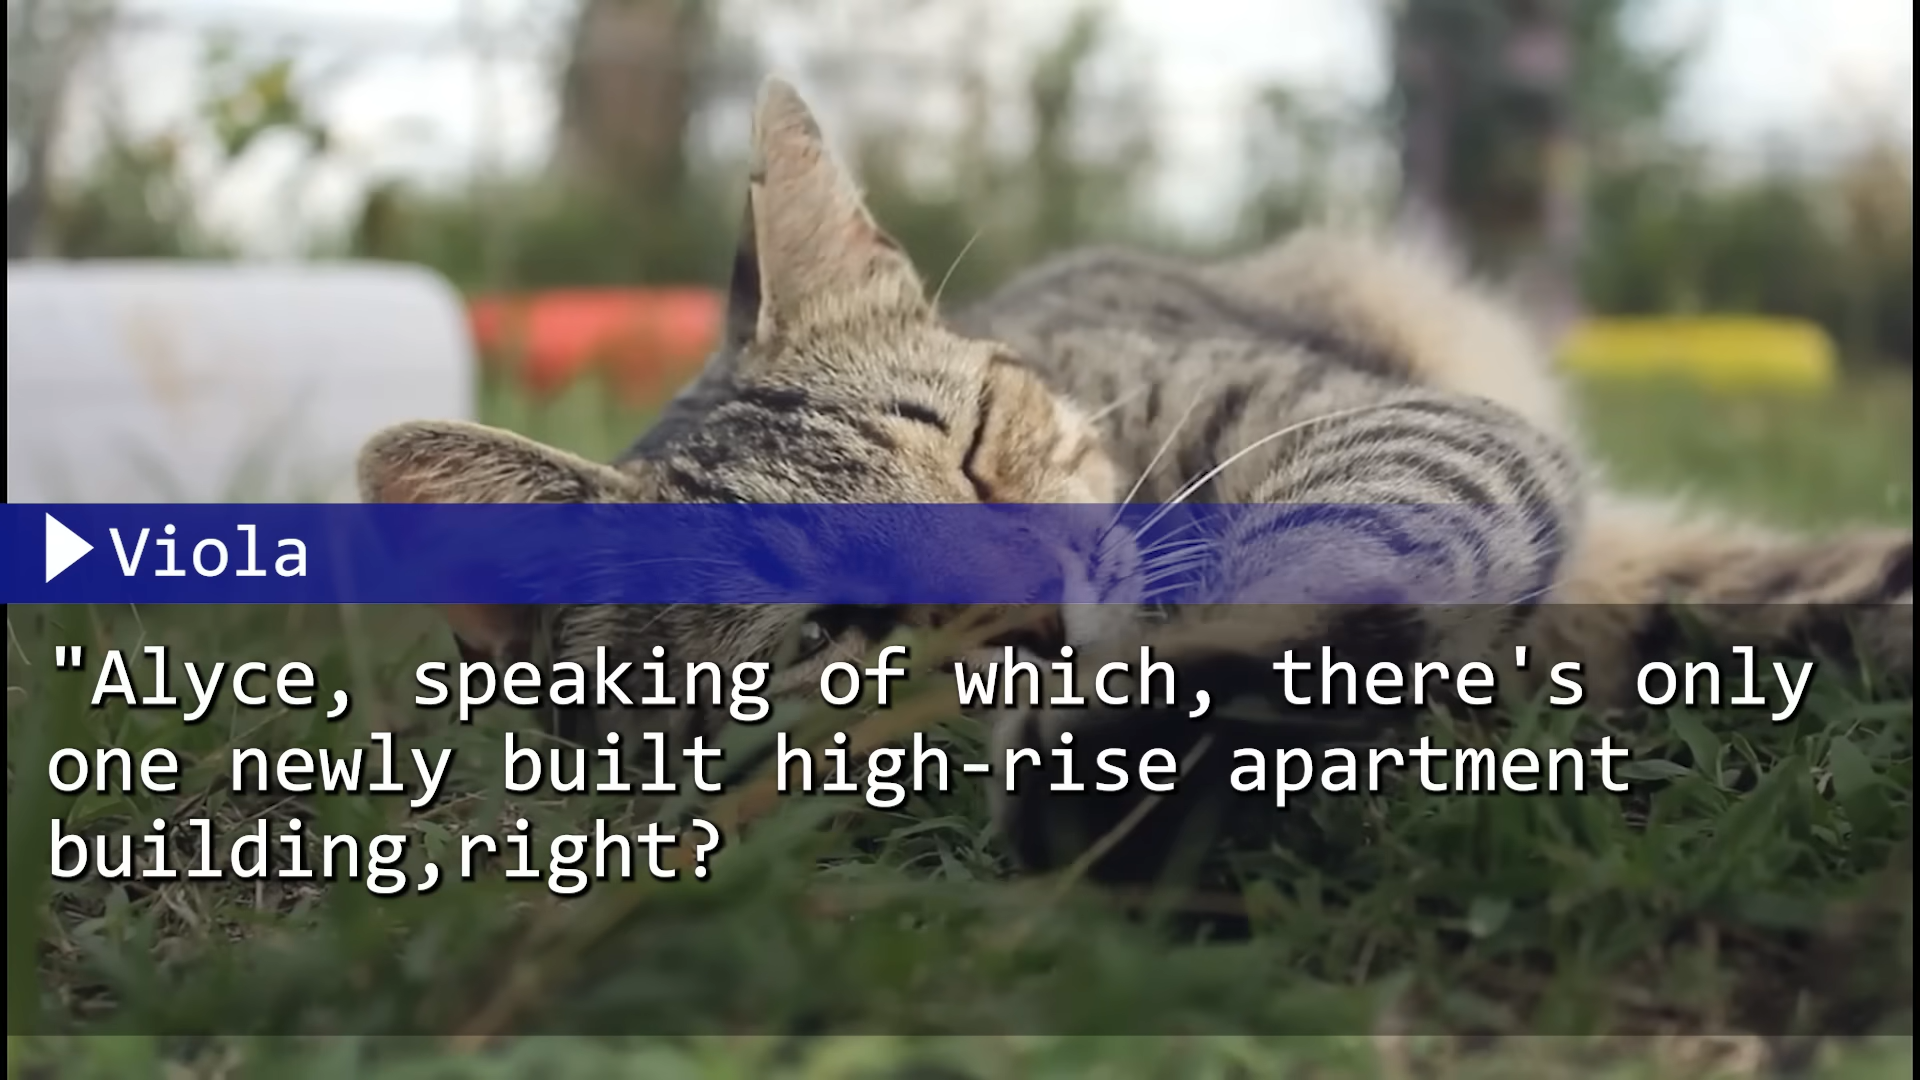 Viola
"Alyce, speaking of which, there's only
one newly built high-rise apartment
building,right?